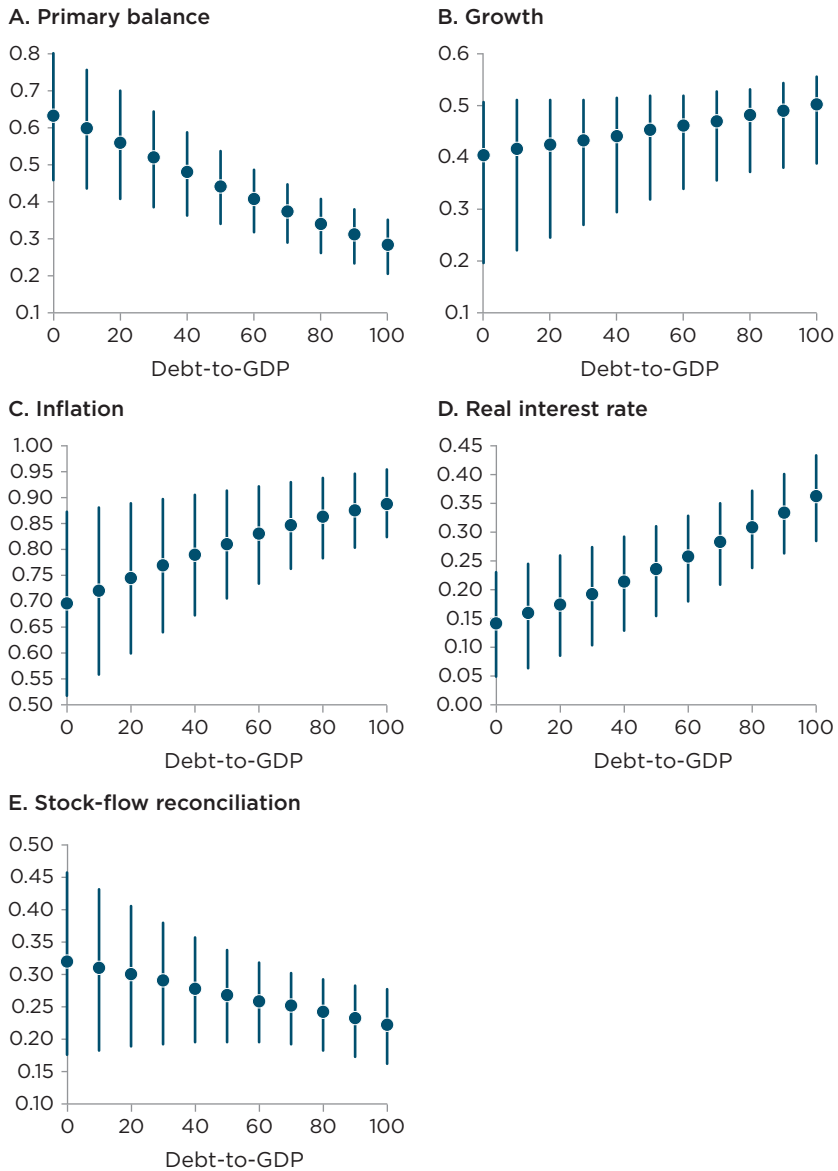 A. Primary balance
0.8
0.7
0.6
0.5
0.4
0.3
0.2
0.1
0 20 40 60 80 100
Debt-to-GDP
B. Growth
0.6
0.5
0.4
0.3
0.2
0.1
0 20 40 60 80 100
Debt-to-GDP
C. Inflation
1.00
0.95
0.90
0.85
0.80
0.75
0.70
0.65
0.60
0.55
0.50
0 20 40 60 80 100
Debt-to-GDP
D. Real interest rate
0.45
0.40
0.35
0.30
0.25
0.20
0.15
0.10
0.05
0.00
0 20 40 60 80 100
Debt-to-GDP
E. Stock-flow reconciliation
0.50
0.45
0.40
0.35
0.30
0.25
0.20
0.15
0.10
0 20 40 60 80 100
Debt-to-GDP